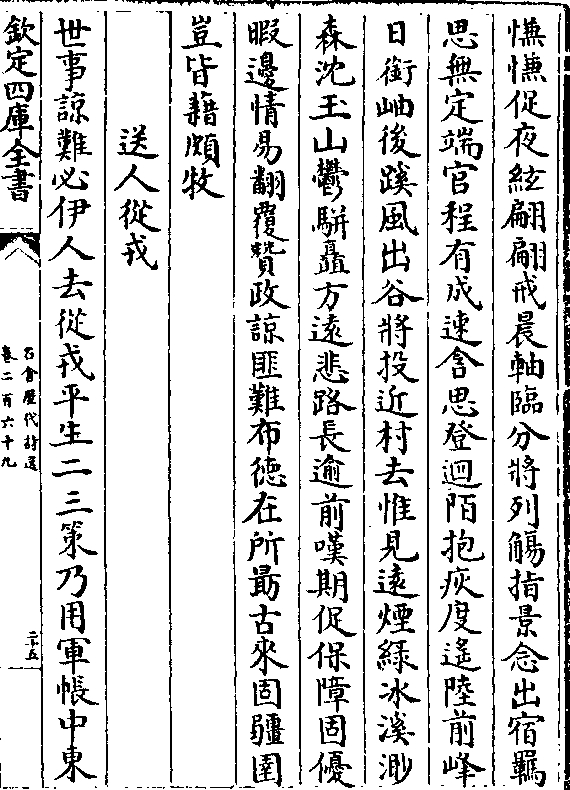 慊慊促夜絃翩翩戒晨軸臨分將列觴指景念出宿羈
思無定端官程有成速含思登迴陌抱疢度遙陸前峰
日銜岫後蹊風出谷將投近村去惟見遠煙緑冰溪渺
森沈玉山鬱駢矗方遠悲路長逾前嘆期促保障固優
暇邊情易翻覆贊政諒匪難布德在所勗古來固疆圉
豈皆藉頗牧
送人從戎
世事諒難必伊人去從戎平生二三策乃用軍帳中東
欽定四庫全書
石倉歷代詩選
卷二百六十九
二十五